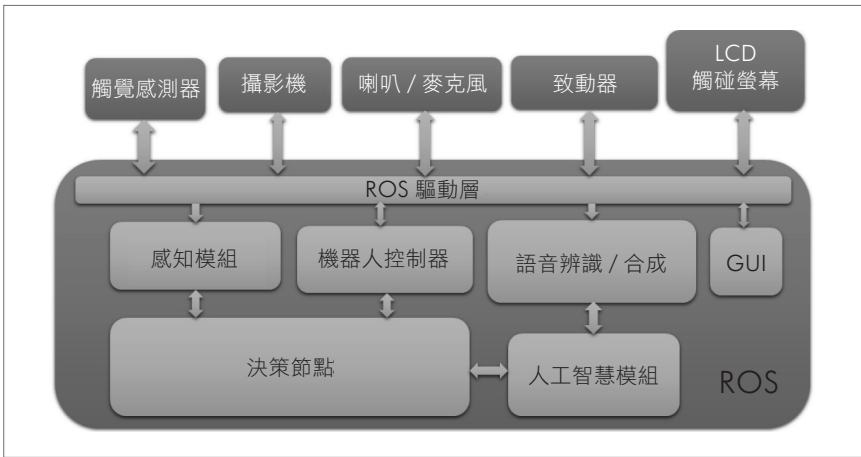 觸覺感測器
攝影機
喇叭 / 麥克風
致動器
LCD
觸碰螢幕
ROS 驅動層
感知模組
機器人控制器
語音辨識 / 合成
GUI
決策節點
人工智慧模組
ROS